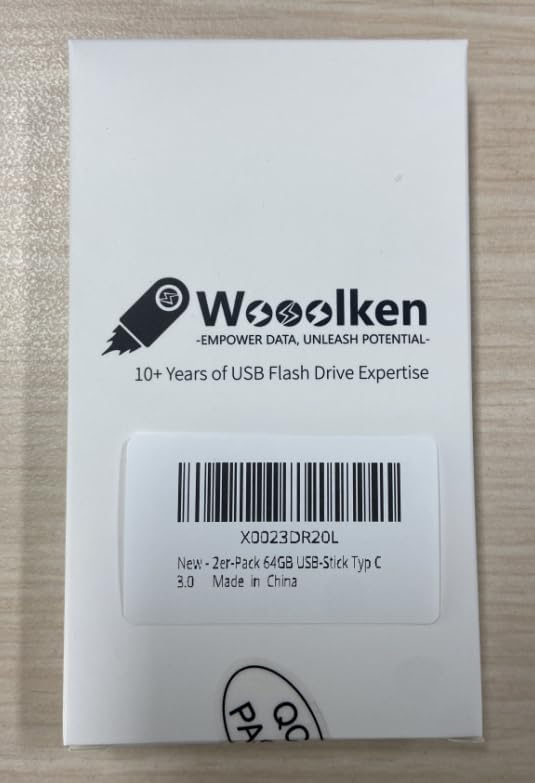 Wooolken
-EMPOWER DATA, UNLEASH POTENTIAL-
10+ Years of USB Flash Drive Expertise
X0023DR20L
New - 2er-Pack 64GB USB-Stick Typ C
3.0 Made in China
QC